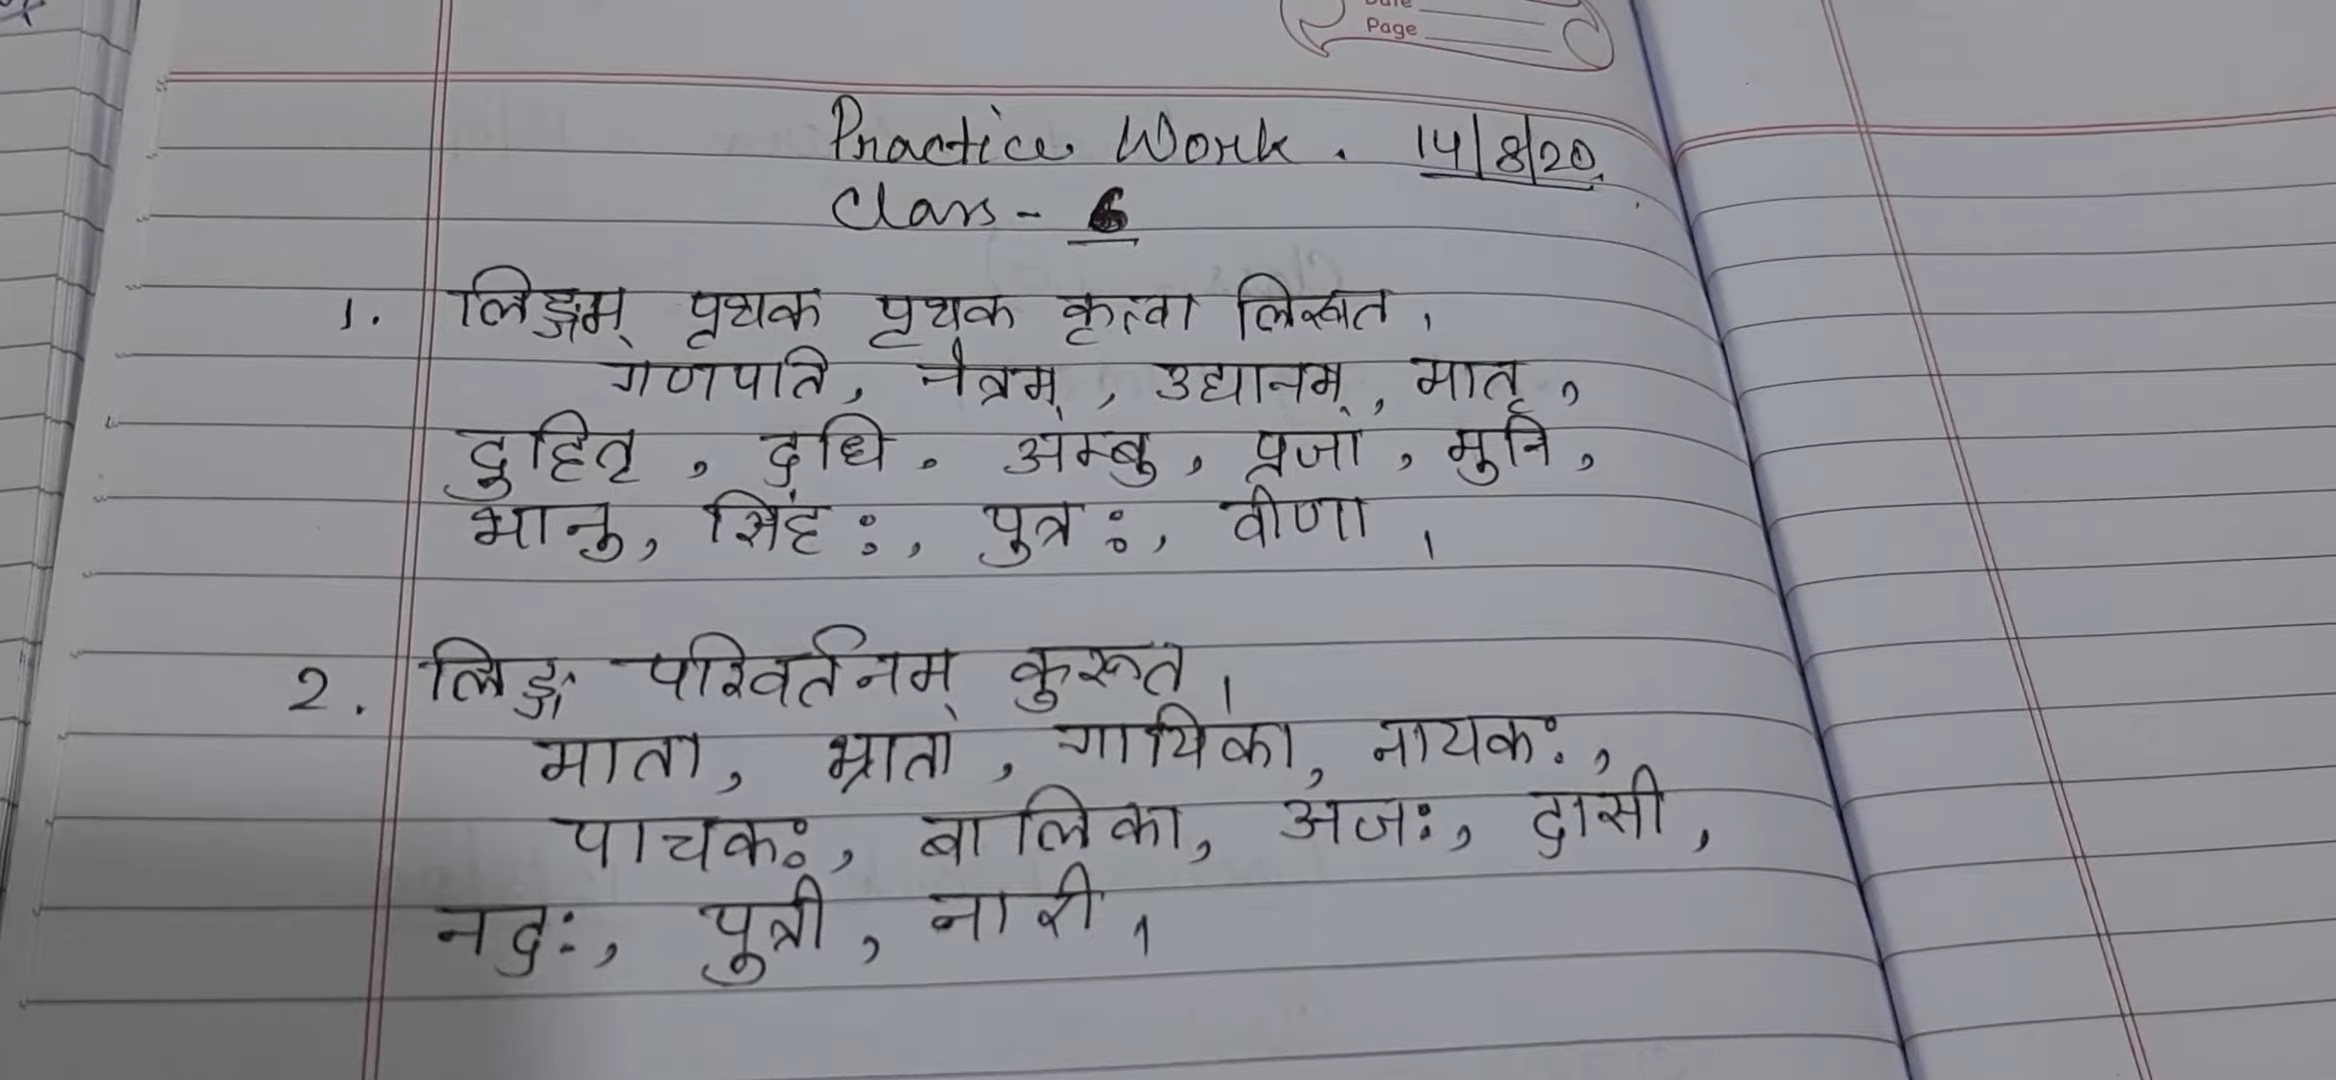 Page
Practice Work. 14/8/20.
Class - 6
1. लिङ्गम् पृथक पृथक कृत्वा लिखत।
गणपति, नेत्रम्, उद्यानम्, मातृ,
दुहितृ, दधि, अम्बु, प्रजा, मुनि,
भानु, सिंहः, पुत्रः, वीणा।
2. लिङ्ग परिवर्तनम् कुरूत।
माता, भ्राता, गायिका, नायकः,
पाचकः, बालिका, अजः, दासी,
नदः, पुत्री, नारी।